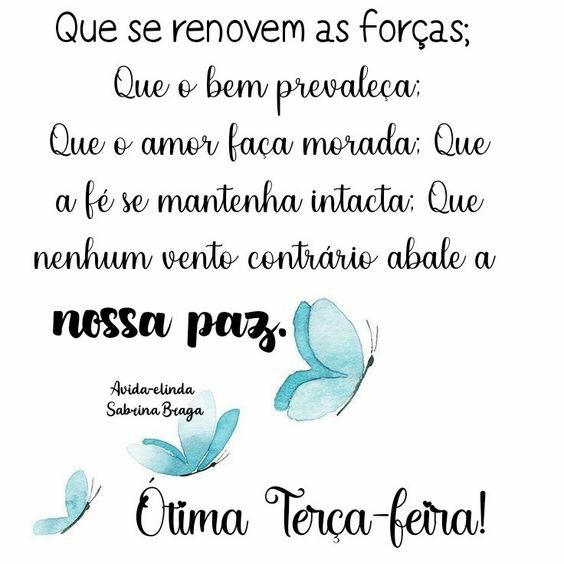 Que se renovem as forças;
Que o bem prevaleça;
Que o amor faça morada; Que
a fé se mantenha intacta; Que
nenhum vento contrário abale a
nossa paz.
Avida-elinda
Sabrina Braga
Ótima Terça-feira!